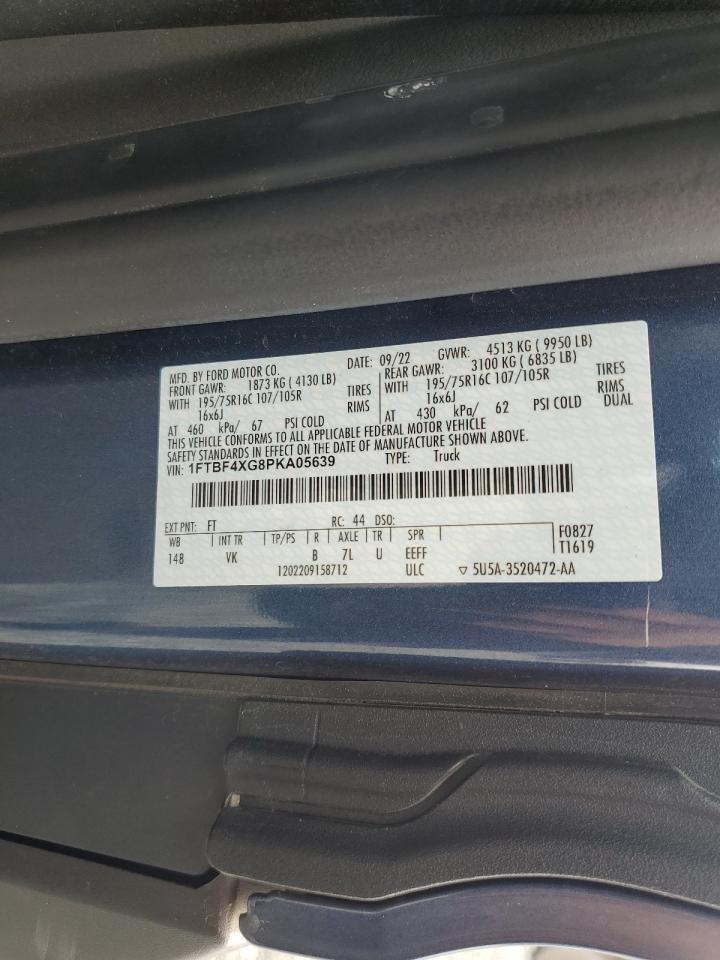 MFD. BY FORD MOTOR CO. DATE: 09/22 GVWR: 4513 KG ( 9950 LB)
FRONT GAWR: 1873 KG ( 4130 LB) REAR GAWR: 3100 KG ( 6835 LB)
WITH 195/75R16C 107/105R TIRES WITH 195/75R16C 107/105R TIRES
16x6J RIMS 16x6J RIMS
AT 460 kPa/ 67 PSI COLD AT 430 kPa/ 62 PSI COLD DUAL
THIS VEHICLE CONFORMS TO ALL APPLICABLE FEDERAL MOTOR VEHICLE
SAFETY STANDARDS IN EFFECT ON THE DATE OF MANUFACTURE SHOWN ABOVE.
VIN: 1FTBF4XG8PKA05639 TYPE: Truck
EXT PNT: FT RC: 44 DSO: F0827
WB INT TR TP/PS R AXLE TR SPR T1619
148 VK B 7L U EEFF
1202209158712 ULC ▽ 5U5A-3520472-AA